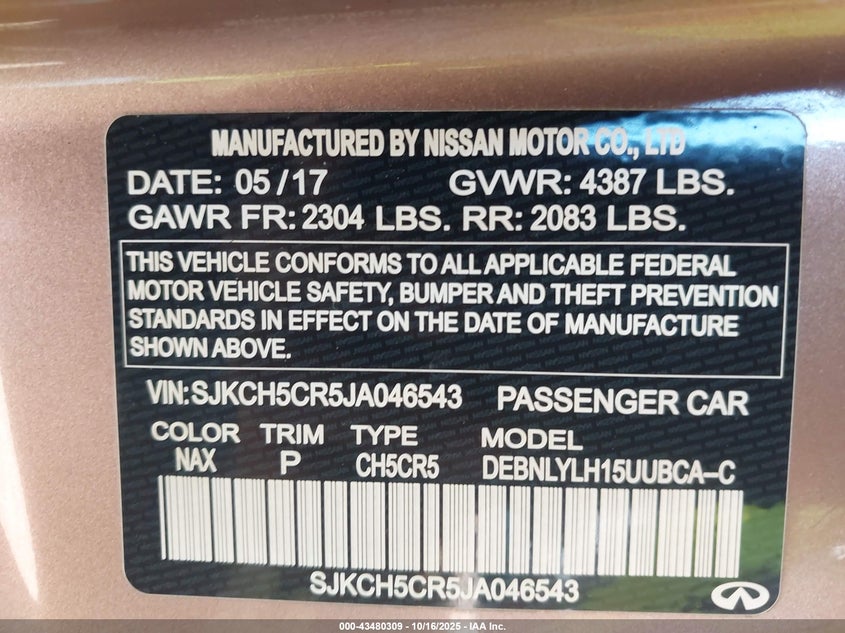 MANUFACTURED BY NISSAN MOTOR CO., LTD
DATE: 05 /17 GVWR: 4387 LBS.
GAWR FR: 2304 LBS. RR: 2083 LBS.
THIS VEHICLE CONFORMS TO ALL APPLICABLE FEDERAL
MOTOR VEHICLE SAFETY, BUMPER AND THEFT PREVENTION
STANDARDS IN EFFECT ON THE DATE OF MANUFACTURE
SHOWN ABOVE.
VIN:SJKCH5CR5JA046543 PASSENGER CAR
COLOR TRIM TYPE MODEL
NAX P CH5CR5 DEBNLYLH15UUBCA-C
SJKCH5CR5JA046543
000-43480309 | 10/16/2025 | IAA Inc.